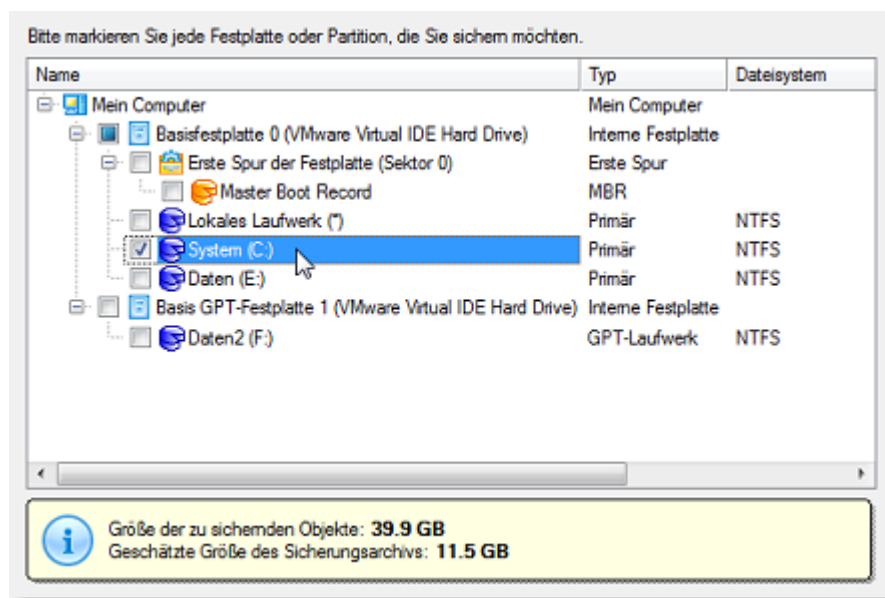 Bitte markieren Sie jede Festplatte oder Partition, die Sie sichern möchten.
Name Typ Dateisystem
Mein Computer Mein Computer
Basisfestplatte 0 (VMware Virtual IDE Hard Drive) Interne Festplatte
Erste Spur der Festplatte (Sektor 0) Erste Spur
Master Boot Record MBR
Lokales Laufwerk (*) Primär NTFS
System (C:) Primär NTFS
Daten (E:) Primär NTFS
Basis GPT-Festplatte 1 (VMware Virtual IDE Hard Drive) Interne Festplatte
Daten2 (F:) GPT-Laufwerk NTFS
Größe der zu sichernden Objekte: 39.9 GB
Geschätzte Größe des Sicherungsarchivs: 11.5 GB